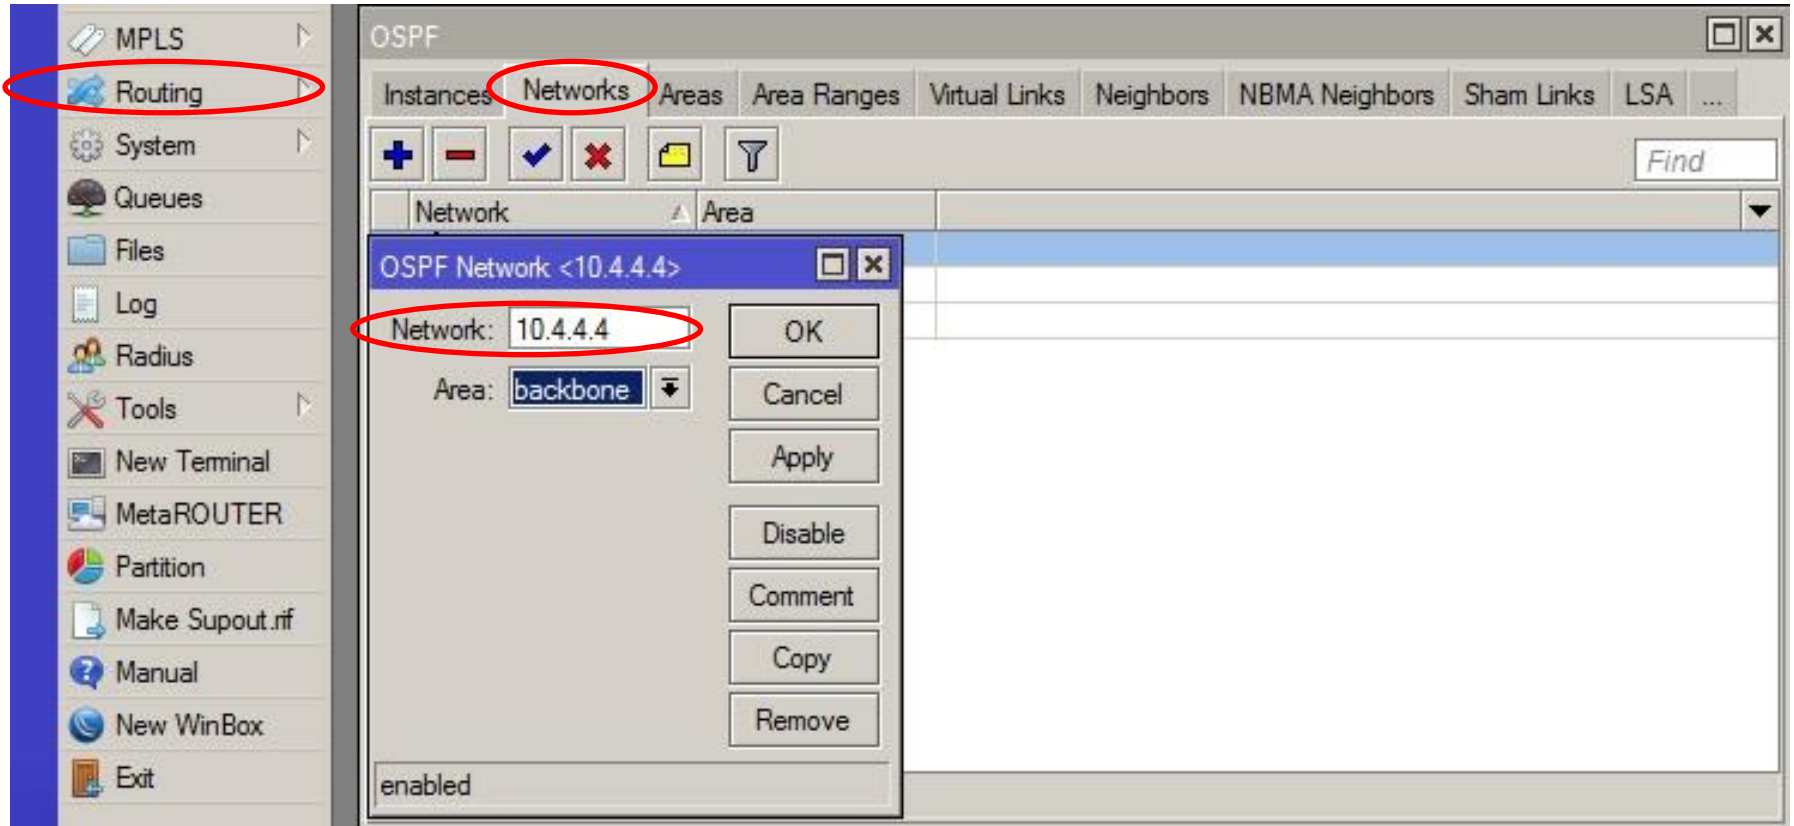 MPLS
Routing
System
Queues
Files
Log
Radius
Tools
New Terminal
MetaROUTER
Partition
Make Supout.rif
Manual
New WinBox
Exit
OSPF
Instances Networks Areas Area Ranges Virtual Links Neighbors NBMA Neighbors Sham Links LSA ...
Find
Network Area
OSPF Network <10.4.4.4>
Network: 10.4.4.4 OK
Area: backbone Cancel
Apply
Disable
Comment
Copy
Remove
enabled